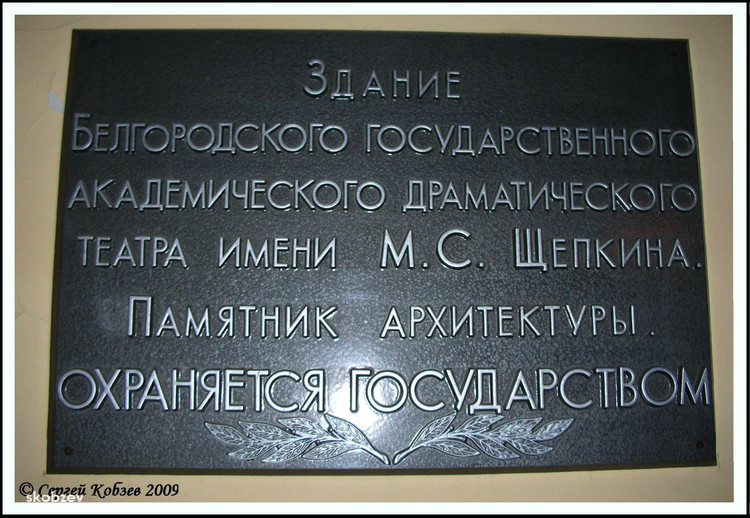 Здание
Белгородского государственного
академического драматического
театра имени М.С. Щепкина.
Памятник архитектуры.
охраняется государством
© Сергей Кобзев 2009
skobzev